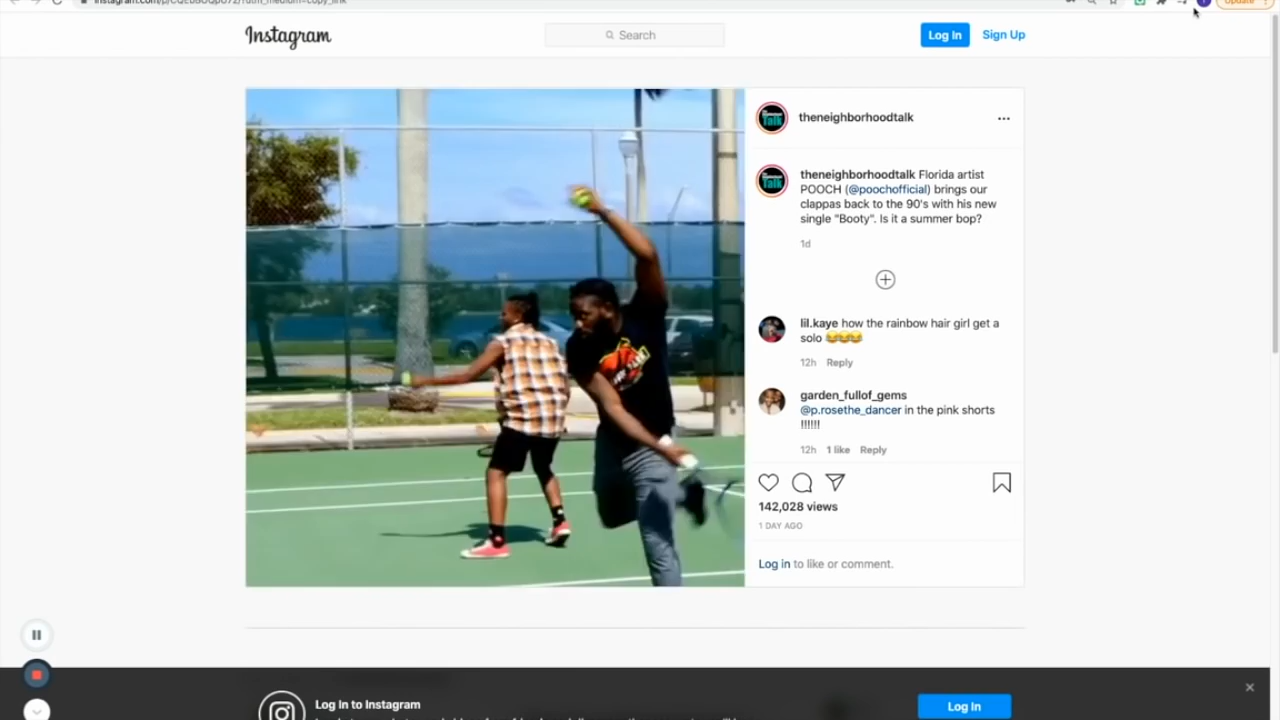 Update
Instagram
Search
Log In
Sign Up
theneighborhoodtalk
theneighborhoodtalk Florida artist
POOCH (@poochofficial) brings our
clappas back to the 90's with his new
single "Booty". Is it a summer bop?
1d
lil.kaye how the rainbow hair girl get a
solo 😂😂😂
12h Reply
garden_fullof_gems
@p.rosethe_dancer in the pink shorts
!!!!!!
12h 1 like Reply
142,028 views
1 DAY AGO
Log in to like or comment.
Log In to Instagram
Log In